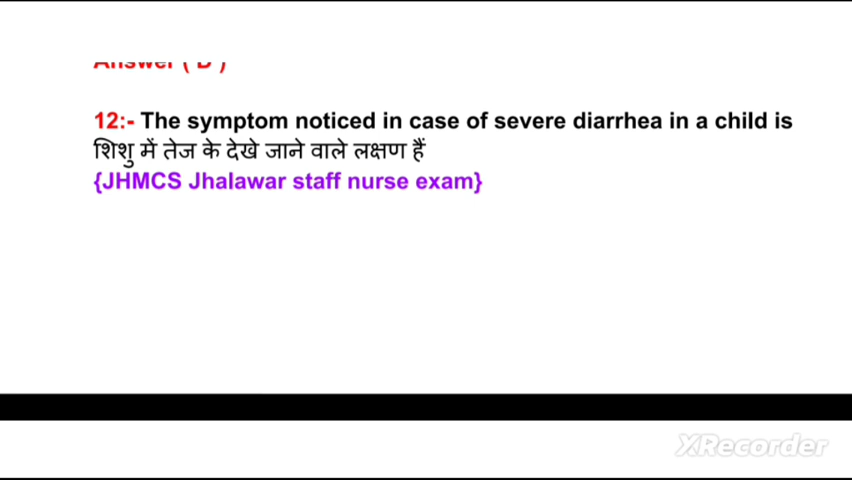 Answer ( B )
12:- The symptom noticed in case of severe diarrhea in a child is
शिशु में तेज के देखे जाने वाले लक्षण हैं
{JHMCS Jhalawar staff nurse exam}
XRecorder